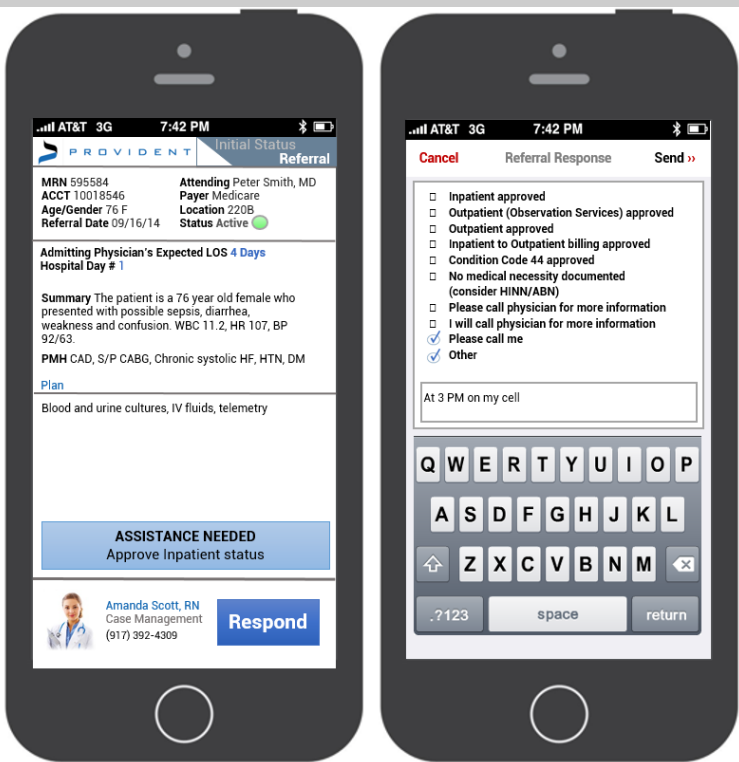 AT&T 3G 7:42 PM
PROVIDENT
Initial Status
Referral
MRN 595584
ACCT 10018546
Age/Gender 76 F
Referral Date 09/16/14
Attending Peter Smith, MD
Payer Medicare
Location 220B
Status Active
Admitting Physician's Expected LOS 4 Days
Hospital Day # 1
Summary The patient is a 76 year old female who
presented with possible sepsis, diarrhea,
weakness and confusion. WBC 11.2, HR 107, BP
92/63.
PMH CAD, S/P CABG, Chronic systolic HF, HTN, DM
Plan
Blood and urine cultures, IV fluids, telemetry
ASSISTANCE NEEDED
Approve Inpatient status
Amanda Scott, RN
Case Management
(917) 392-4309
Respond
AT&T 3G 7:42 PM
Cancel Referral Response Send ››
Inpatient approved
Outpatient (Observation Services) approved
Outpatient approved
Inpatient to Outpatient billing approved
Condition Code 44 approved
No medical necessity documented
(consider HINN/ABN)
Please call physician for more information
I will call physician for more information
Please call me
Other
At 3 PM on my cell
Q W E R T Y U I O P
A S D F G H J K L
Z X C V B N M
.?123 space return